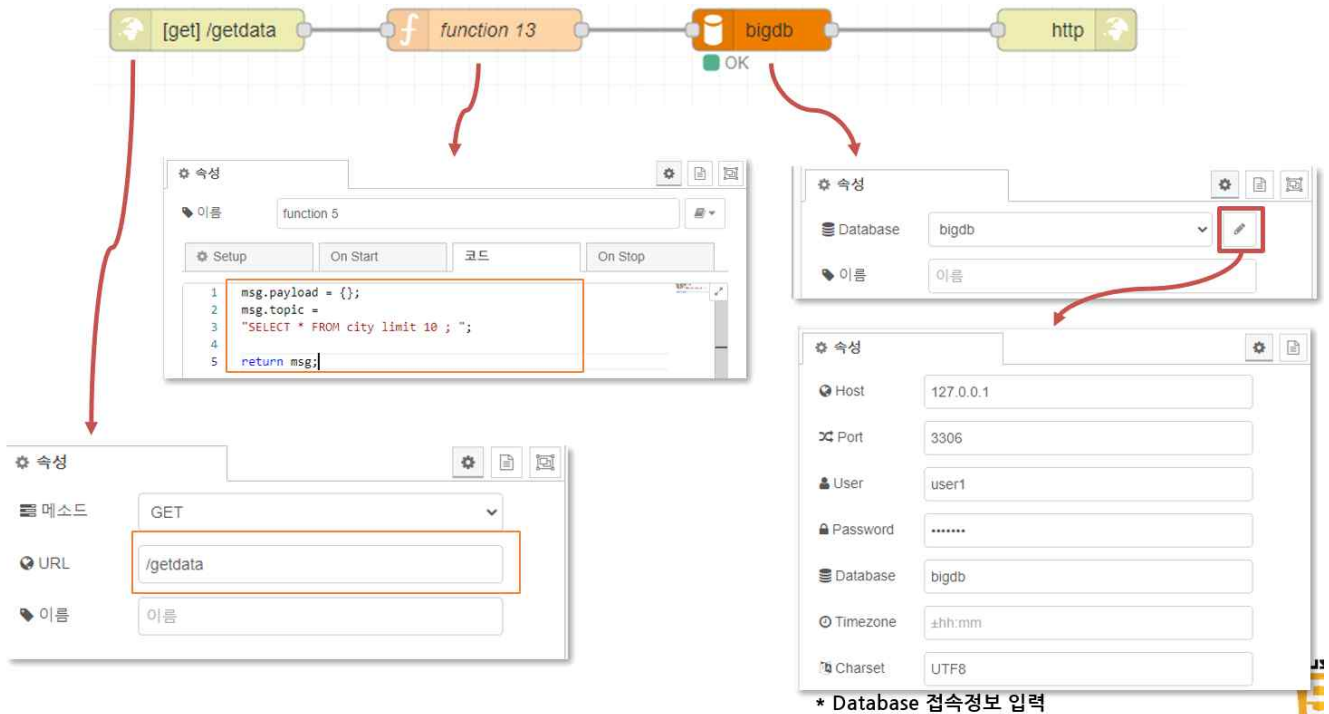 [get] /getdata
function 13
bigdb
http
OK
속성
이름
function 5
Setup
On Start
코드
On Stop
1 msg.payload = {};
2 msg.topic =
3 "SELECT * FROM city limit 10 ; ";
4
5 return msg;
속성
Database
bigdb
이름
이름
속성
Host
127.0.0.1
Port
3306
User
user1
Password
•••••••
Database
bigdb
Timezone
±hh:mm
Charset
UTF8
* Database 접속정보 입력
속성
메소드
GET
URL
/getdata
이름
이름